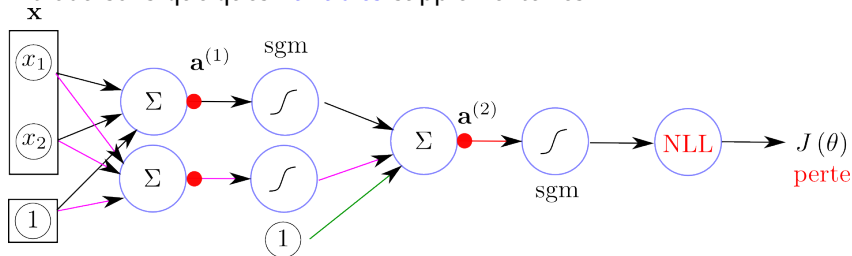 x
sgm
a(1)
x1
Σ
a(2)
x2
Σ
NLL
J (θ)
Σ
sgm
perte
1
1